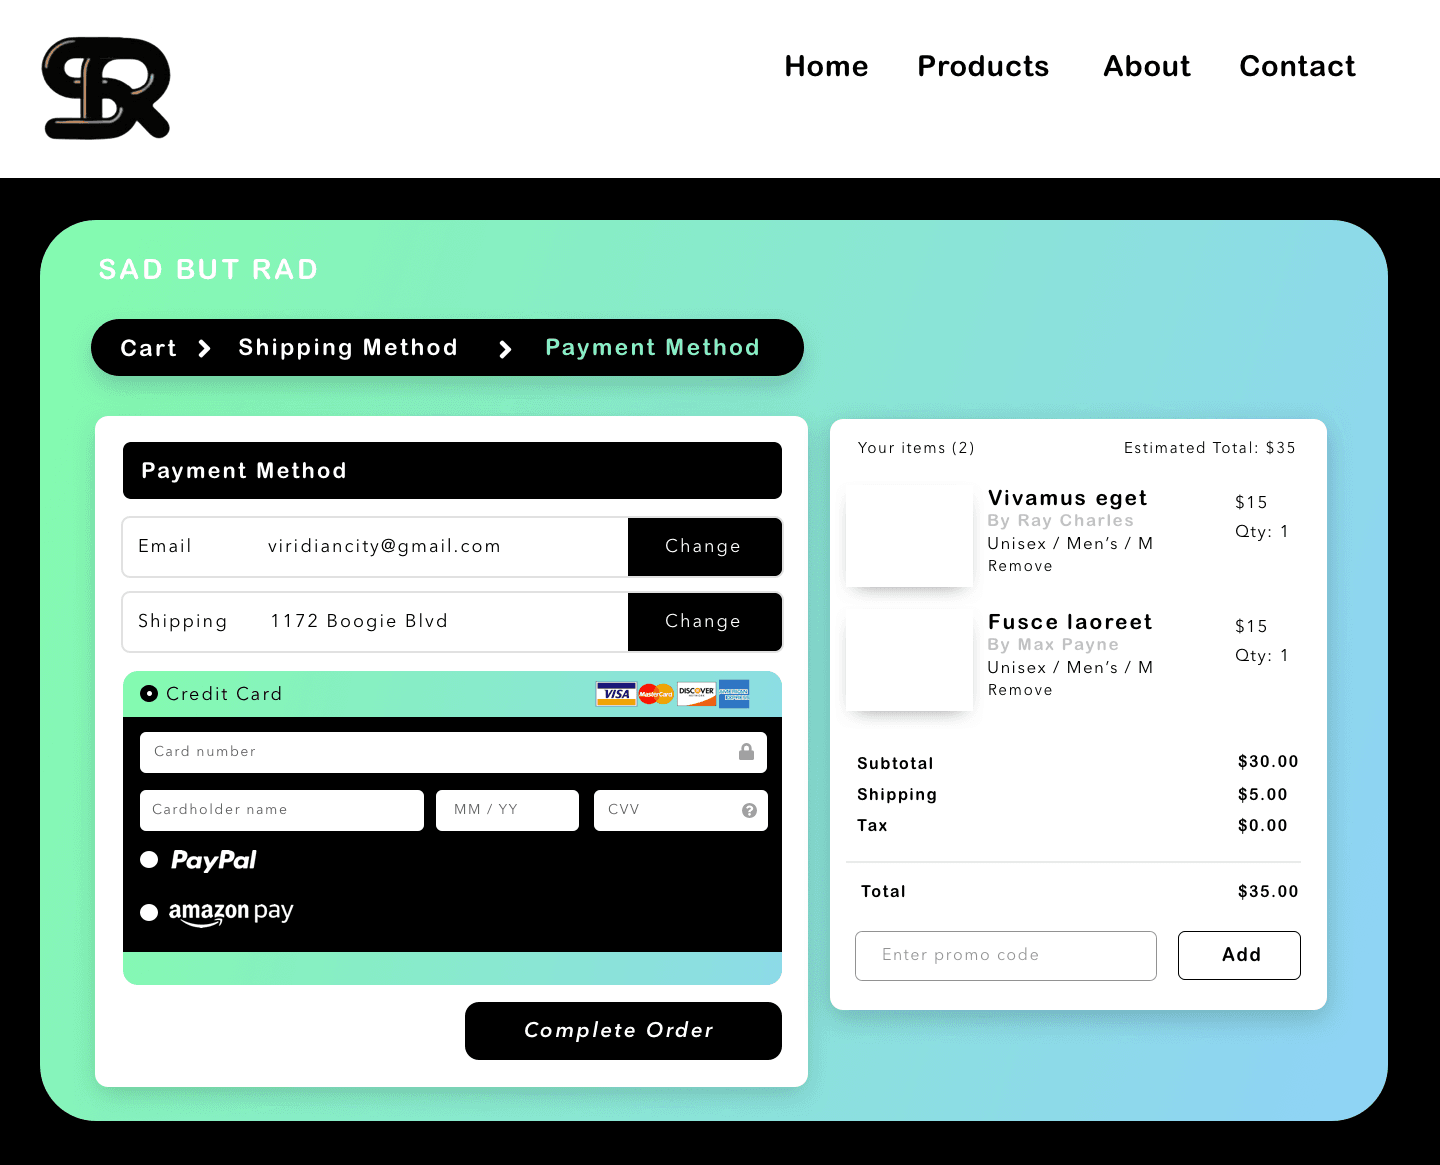 SR
Home Products About Contact
SAD BUT RAD
Cart Shipping Method Payment Method
Payment Method
Email viridiancity@gmail.com Change
Shipping 1172 Boogie Blvd Change
Credit Card VISA MasterCard DISCOVER NETWORK AMERICAN EXPRESS
Card number
Cardholder name MM / YY CVV ?
PayPal
amazon pay
Complete Order
Your items (2) Estimated Total: $35
Vivamus eget $15
By Ray Charles
Unisex / Men’s / M Qty: 1
Remove
Fusce laoreet $15
By Max Payne
Unisex / Men’s / M Qty: 1
Remove
Subtotal $30.00
Shipping $5.00
Tax $0.00
Total $35.00
Enter promo code Add